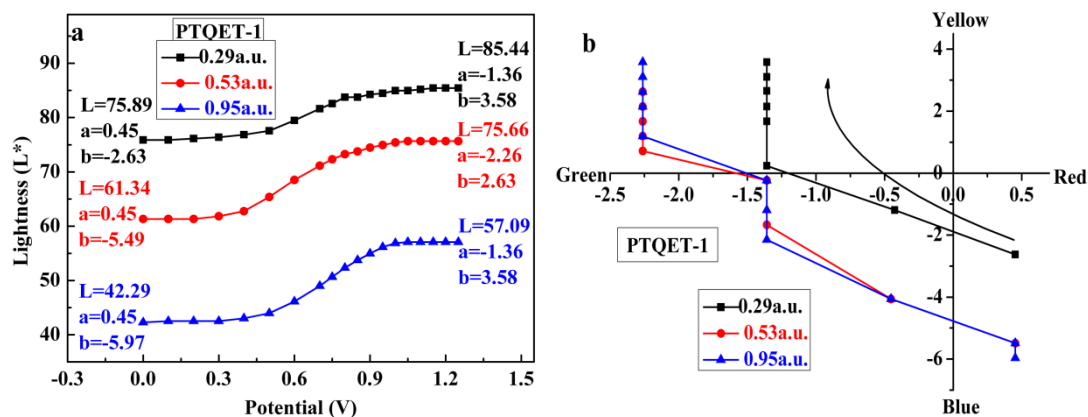 a
PTQET-1
0.29a.u.
0.53a.u.
0.95a.u.
L=75.89
a=0.45
b=-2.63
L=85.44
a=-1.36
b=3.58
L=61.34
a=0.45
b=-5.49
L=75.66
a=-2.26
b=2.63
L=42.29
a=0.45
b=-5.97
L=57.09
a=-1.36
b=3.58
Lightness (L*)
90
80
70
60
50
40
-0.3 0.0 0.3 0.6 0.9 1.2 1.5
Potential (V)
b
Yellow
4
2
0
-2
-4
-6
Green
Red
-2.5 -2.0 -1.5 -1.0 -0.5 0.0 0.5
PTQET-1
0.29a.u.
0.53a.u.
0.95a.u.
Blue